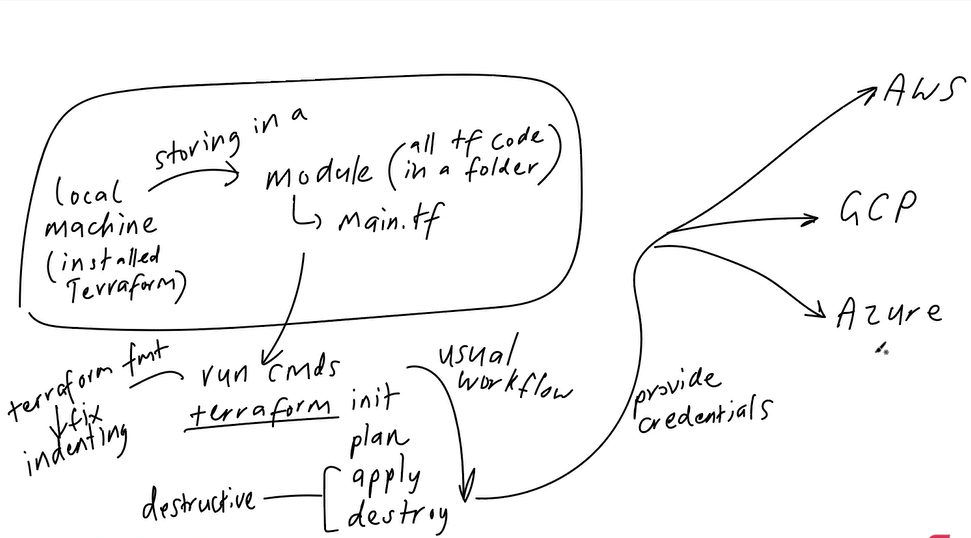 storing in a
local
machine
(installed
Terraform)
module (all tf code
in a folder)
↳ main.tf
run cmds
terraform init
plan
apply
destroy
terraform fmt
↓ fix
indenting
destructive
usual
workflow
provide
credentials
AWS
GCP
Azure